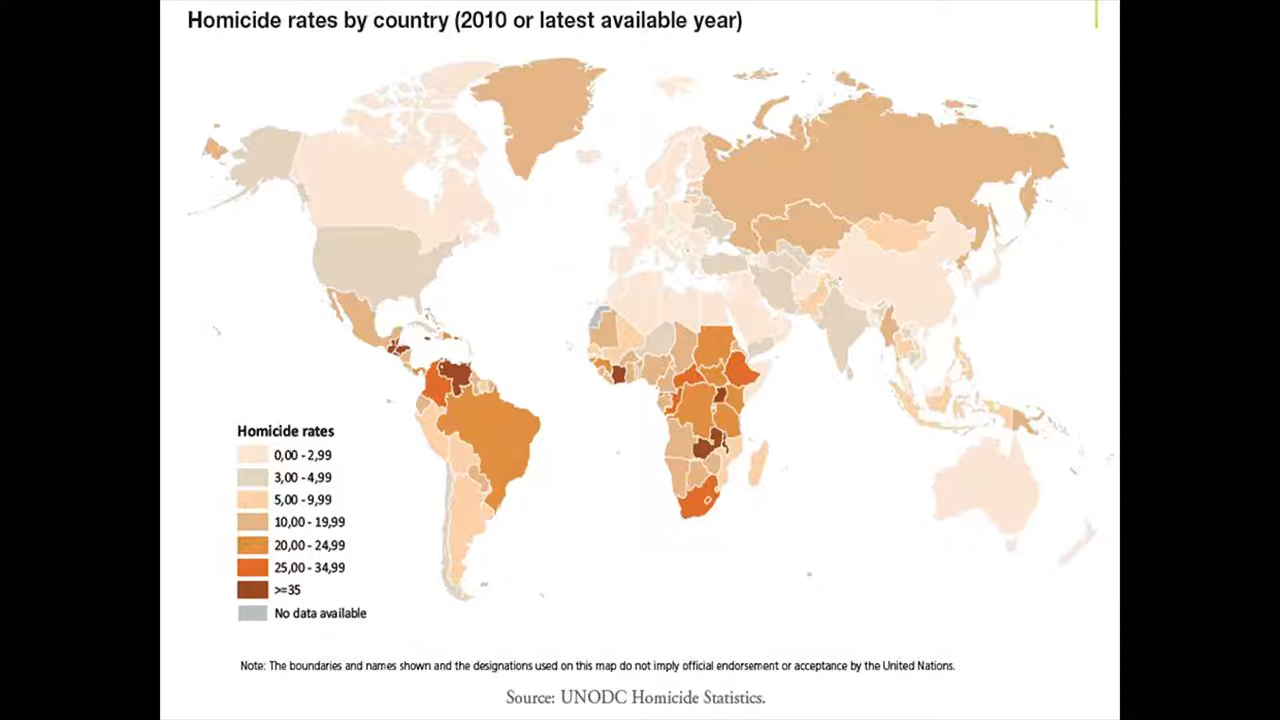 Homicide rates by country (2010 or latest available year)
Homicide rates
0,00 - 2,99
3,00 - 4,99
5,00 - 9,99
10,00 - 19,99
20,00 - 24,99
25,00 - 34,99
>=35
No data available
Note: The boundaries and names shown and the designations used on this map do not imply official endorsement or acceptance by the United Nations.
Source: UNODC Homicide Statistics.